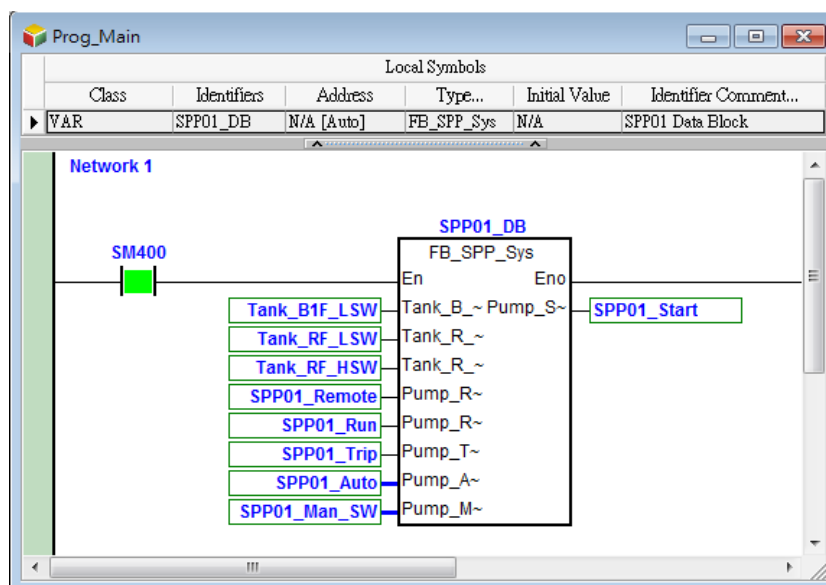 Prog_Main
Local Symbols
Class Identifiers Address Type... Initial Value Identifier Comment...
VAR SPP01_DB N/A [Auto] FB_SPP_Sys N/A SPP01 Data Block
Network 1
SPP01_DB
SM400 FB_SPP_Sys
En Eno
Tank_B1F_LSW Tank_B_~ Pump_S~ SPP01_Start
Tank_RF_LSW Tank_R_~
Tank_RF_HSW Tank_R_~
SPP01_Remote Pump_R~
SPP01_Run Pump_R~
SPP01_Trip Pump_T~
SPP01_Auto Pump_A~
SPP01_Man_SW Pump_M~